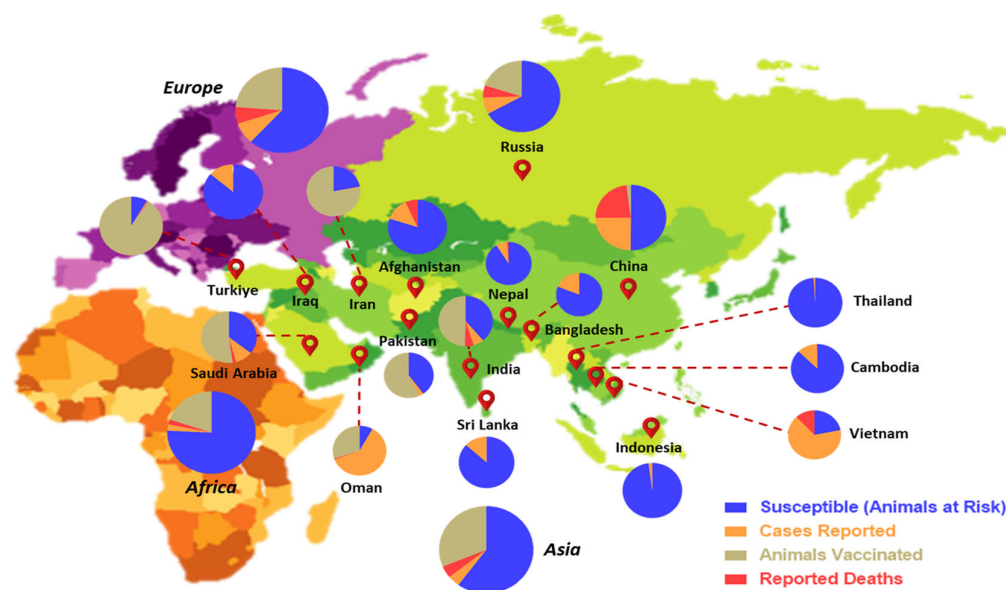 Europe
Russia
Turkiye
Iraq
Iran
Afghanistan
Nepal
China
Thailand
Saudi Arabia
Pakistan
India
Bangladesh
Cambodia
Sri Lanka
Indonesia
Vietnam
Africa
Oman
Asia
Susceptible (Animals at Risk)
Cases Reported
Animals Vaccinated
Reported Deaths